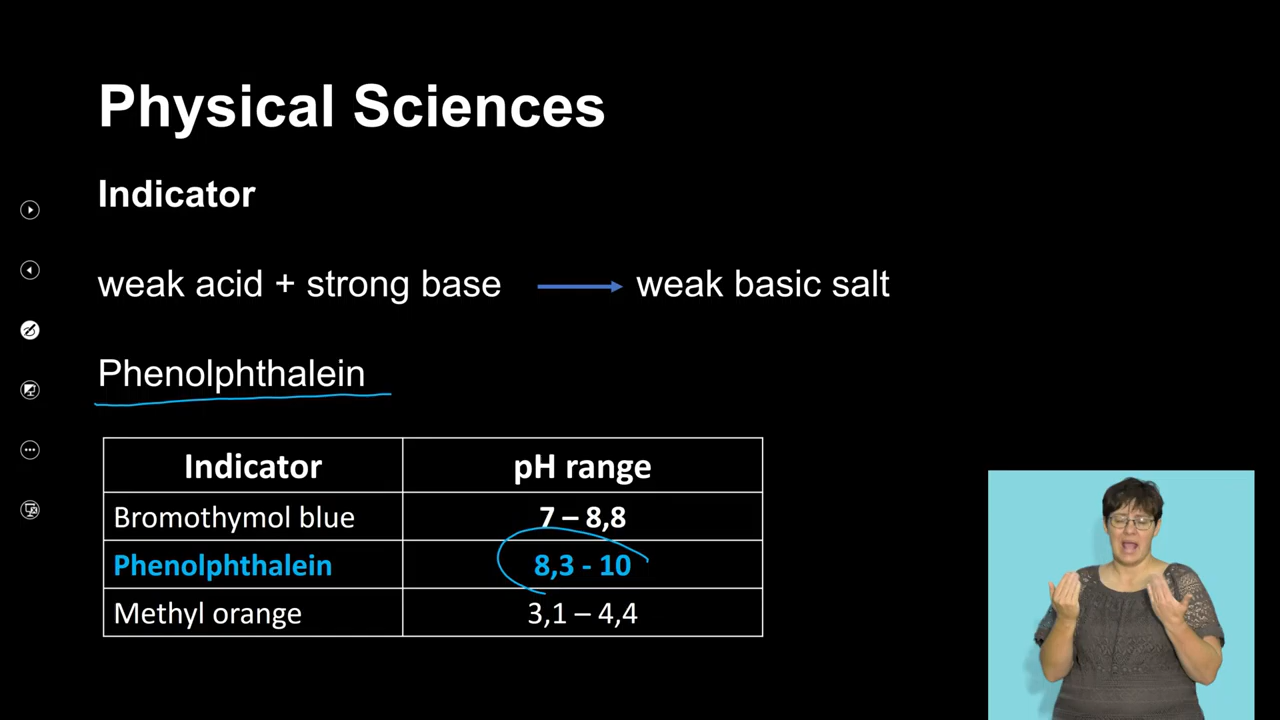 Physical Sciences
Indicator
weak acid + strong base → weak basic salt
Phenolphthalein
Indicator pH range
Bromothymol blue 7 – 8,8
Phenolphthalein 8,3 - 10
Methyl orange 3,1 – 4,4